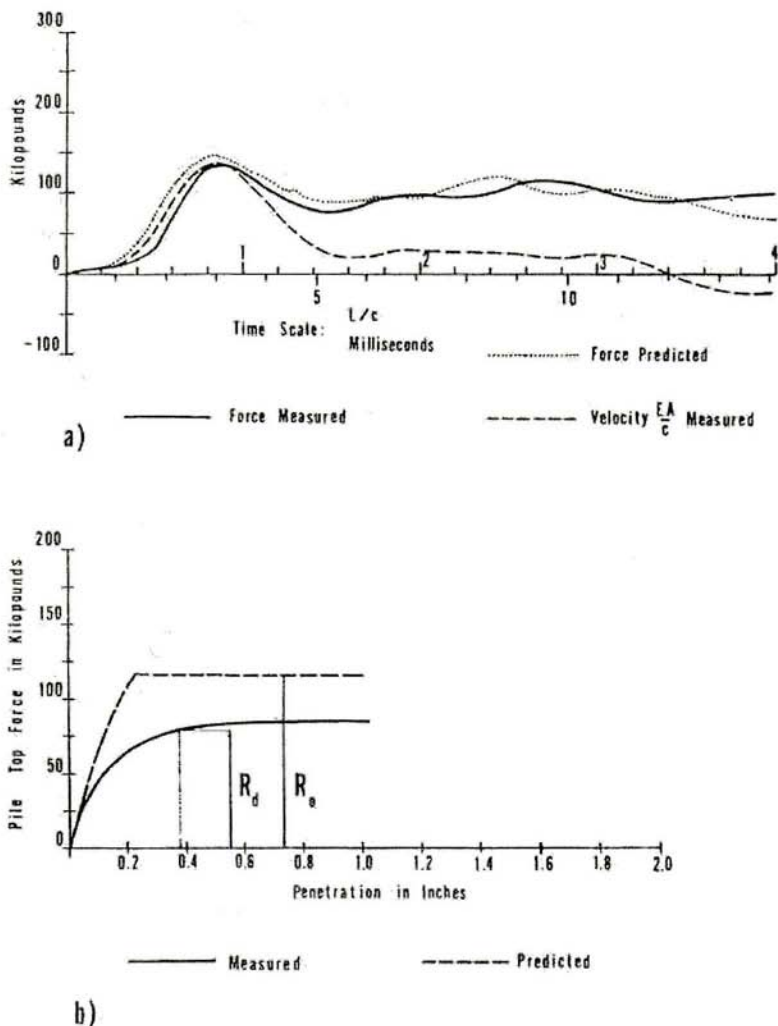 300
200
100
0
-100
Kilopounds
1
2
3
4
5
10
Time Scale: L/c
Milliseconds
Force Predicted
Force Measured
Velocity EA/c Measured
a)
200
150
100
50
0
Pile Top Force in Kilopounds
R_d
R_o
0.2 0.4 0.6 0.8 1.0 1.2 1.4 1.6 1.8 2.0
Penetration in Inches
Measured
Predicted
b)